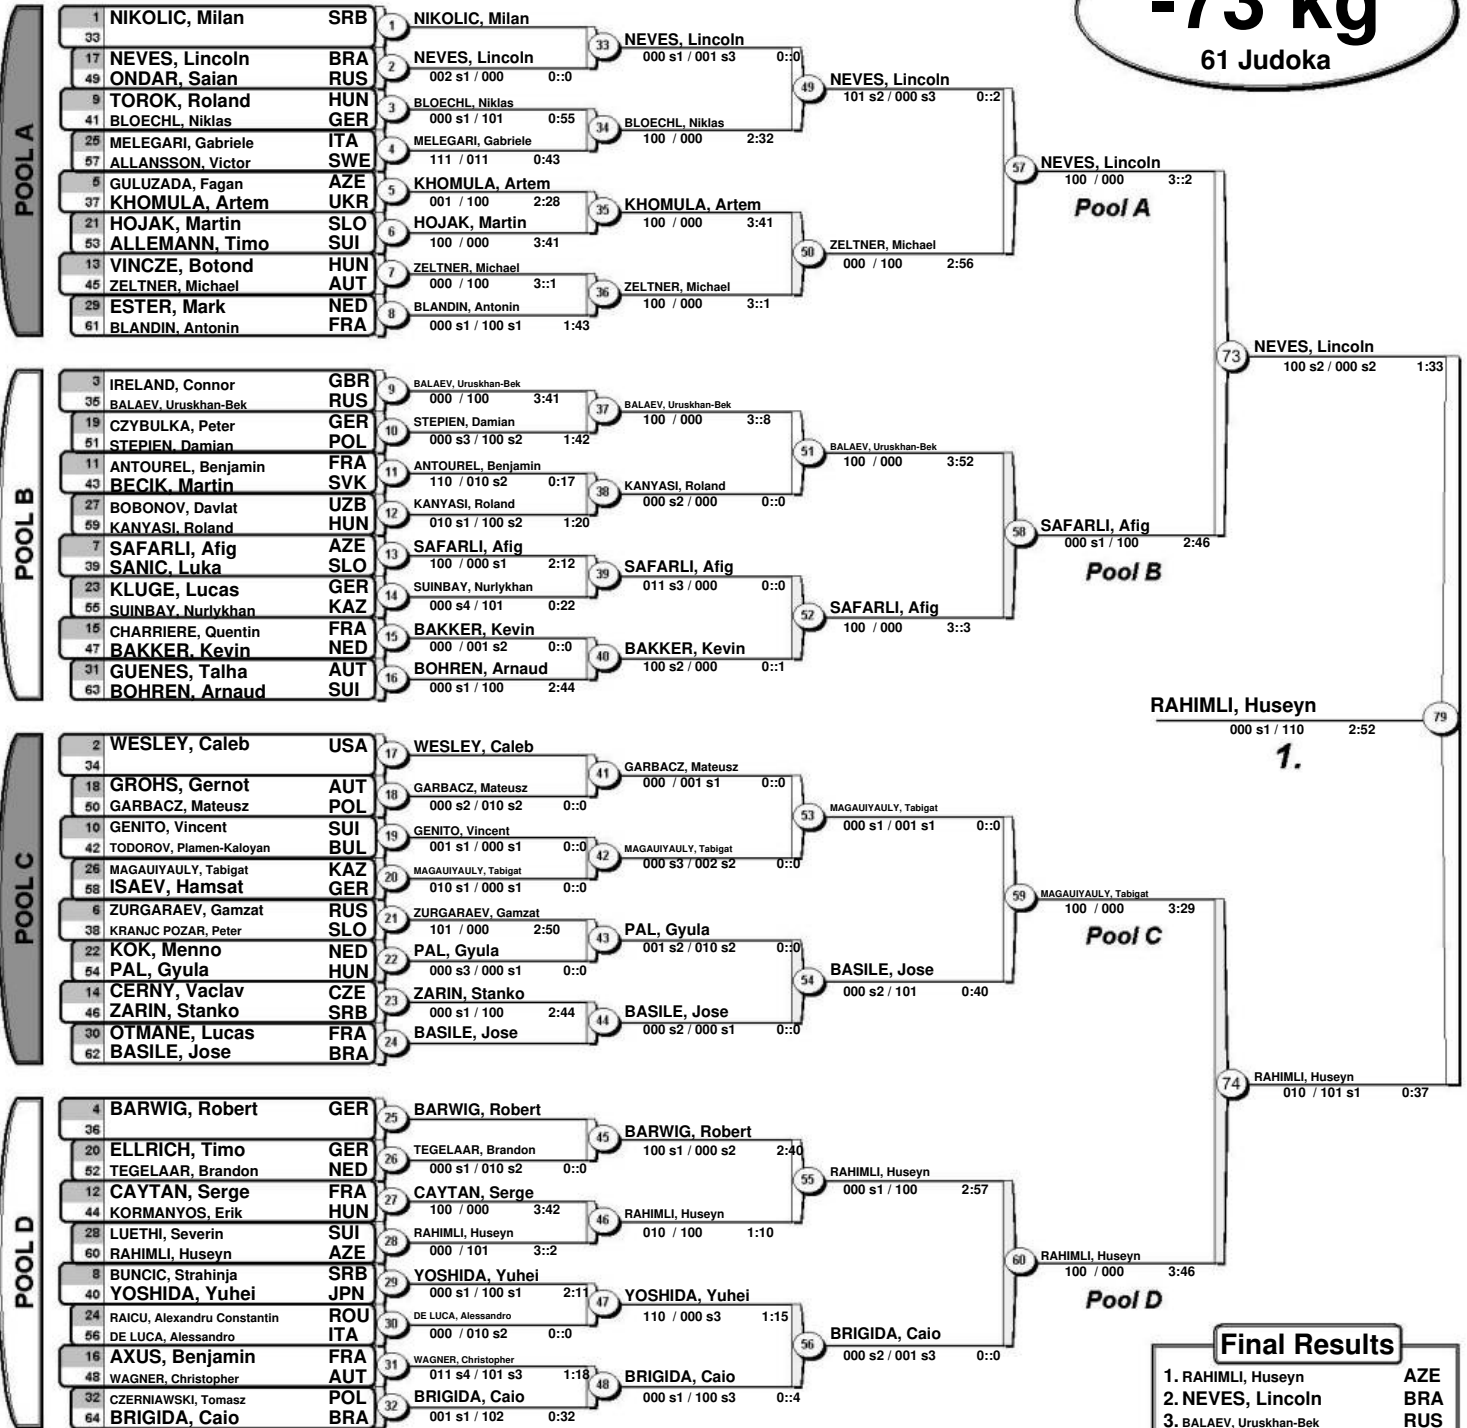 -73 kg
61 Judoka
POOL A
1 NIKOLIC, Milan SRB
33
17 NEVES, Lincoln BRA
49 ONDAR, Saian RUS
9 TOROK, Roland HUN
41 BLOECHL, Niklas GER
25 MELEGARI, Gabriele ITA
57 ALLANSSON, Victor SWE
5 GULUZADA, Fagan AZE
37 KHOMULA, Artem UKR
21 HOJAK, Martin SLO
53 ALLEMANN, Timo SUI
13 VINCZE, Botond HUN
45 ZELTNER, Michael AUT
29 ESTER, Mark NED
61 BLANDIN, Antonin FRA
1 NIKOLIC, Milan
2 NEVES, Lincoln
002 s1 / 000 0::0
3 BLOECHL, Niklas
000 s1 / 101 0:55
4 MELEGARI, Gabriele
111 / 011 0:43
5 KHOMULA, Artem
001 / 100 2:28
6 HOJAK, Martin
100 / 000 3:41
7 ZELTNER, Michael
000 / 100 3::1
8 BLANDIN, Antonin
000 s1 / 100 s1 1:43
33 NEVES, Lincoln
000 s1 / 001 s3 0::0
34 BLOECHL, Niklas
100 / 000 2:32
35 KHOMULA, Artem
100 / 000 3:41
36 ZELTNER, Michael
100 / 000 3::1
49 NEVES, Lincoln
101 s2 / 000 s3 0::2
50 ZELTNER, Michael
000 / 100 2:56
57 NEVES, Lincoln
100 / 000 3::2
Pool A
POOL B
3 IRELAND, Connor GBR
35 BALAEV, Uruskhan-Bek RUS
19 CZYBULKA, Peter GER
51 STEPIEN, Damian POL
11 ANTOUREL, Benjamin FRA
43 BECIK, Martin SVK
27 BOBONOV, Davlat UZB
59 KANYASI, Roland HUN
7 SAFARLI, Afig AZE
39 SANIC, Luka SLO
23 KLUGE, Lucas GER
55 SUINBAY, Nurlykhan KAZ
15 CHARRIERE, Quentin FRA
47 BAKKER, Kevin NED
31 GUENES, Talha AUT
63 BOHREN, Arnaud SUI
9 BALAEV, Uruskhan-Bek
000 / 100 3:41
10 STEPIEN, Damian
000 s3 / 100 s2 1:42
11 ANTOUREL, Benjamin
110 / 010 s2 0:17
12 KANYASI, Roland
010 s1 / 100 s2 1:20
13 SAFARLI, Afig
100 / 000 s1 2:12
14 SUINBAY, Nurlykhan
000 s4 / 101 0:22
15 BAKKER, Kevin
000 / 001 s2 0::0
16 BOHREN, Arnaud
000 s1 / 100 2:44
37 BALAEV, Uruskhan-Bek
100 / 000 3::8
38 KANYASI, Roland
000 s2 / 000 0::0
39 SAFARLI, Afig
011 s3 / 000 0::0
40 BAKKER, Kevin
100 s2 / 000 0::1
51 BALAEV, Uruskhan-Bek
100 / 000 3:52
52 SAFARLI, Afig
100 / 000 3::3
58 SAFARLI, Afig
000 s1 / 100 2:46
Pool B
73 NEVES, Lincoln
100 s2 / 000 s2 1:33
RAHIMLI, Huseyn 79
000 s1 / 110 2:52
1.
POOL C
2 WESLEY, Caleb USA
34
18 GROHS, Gernot AUT
50 GARBACZ, Mateusz POL
10 GENITO, Vincent SUI
42 TODOROV, Plamen-Kaloyan BUL
26 MAGAUIYAULY, Tabigat KAZ
58 ISAEV, Hamsat GER
6 ZURGARAEV, Gamzat RUS
38 KRANJC POZAR, Peter SLO
22 KOK, Menno NED
54 PAL, Gyula HUN
14 CERNY, Vaclav CZE
46 ZARIN, Stanko SRB
30 OTMANE, Lucas FRA
62 BASILE, Jose BRA
17 WESLEY, Caleb
18 GARBACZ, Mateusz
000 s2 / 010 s2 0::0
19 GENITO, Vincent
001 s1 / 000 s1 0::0
20 MAGAUIYAULY, Tabigat
010 s1 / 000 s1 0::0
21 ZURGARAEV, Gamzat
101 / 000 2:50
22 PAL, Gyula
000 s3 / 000 s1 0::0
23 ZARIN, Stanko
000 s1 / 100 2:44
24 BASILE, Jose
41 GARBACZ, Mateusz
000 / 001 s1 0::0
42 MAGAUIYAULY, Tabigat
000 s3 / 002 s2 0::0
43 PAL, Gyula
001 s2 / 010 s2 0::0
44 BASILE, Jose
000 s2 / 000 s1 0::0
53 MAGAUIYAULY, Tabigat
000 s1 / 001 s1 0::0
54 BASILE, Jose
000 s2 / 101 0:40
59 MAGAUIYAULY, Tabigat
100 / 000 3:29
Pool C
POOL D
4 BARWIG, Robert GER
36
20 ELLRICH, Timo GER
52 TEGELAAR, Brandon NED
12 CAYTAN, Serge FRA
44 KORMANYOS, Erik HUN
28 LUETHI, Severin SUI
60 RAHIMLI, Huseyn AZE
8 BUNCIC, Strahinja SRB
40 YOSHIDA, Yuhei JPN
24 RAICU, Alexandru Constantin ROU
56 DE LUCA, Alessandro ITA
16 AXUS, Benjamin FRA
48 WAGNER, Christopher AUT
32 CZERNIAWSKI, Tomasz POL
64 BRIGIDA, Caio BRA
25 BARWIG, Robert
26 TEGELAAR, Brandon
000 s1 / 010 s2 0::0
27 CAYTAN, Serge
100 / 000 3:42
28 RAHIMLI, Huseyn
000 / 101 3::2
29 YOSHIDA, Yuhei
000 s1 / 100 s1 2:11
30 DE LUCA, Alessandro
000 / 010 s2 0::0
31 WAGNER, Christopher
011 s4 / 101 s3 1:18
32 BRIGIDA, Caio
001 s1 / 102 0:32
45 BARWIG, Robert
100 s1 / 000 s2 2:40
46 RAHIMLI, Huseyn
010 / 100 1:10
47 YOSHIDA, Yuhei
110 / 000 s3 1:15
48 BRIGIDA, Caio
000 s1 / 100 s3 0::4
55 RAHIMLI, Huseyn
000 s1 / 100 2:57
56 BRIGIDA, Caio
000 s2 / 001 s3 0::0
60 RAHIMLI, Huseyn
100 / 000 3:46
Pool D
74 RAHIMLI, Huseyn
010 / 101 s1 0:37
Final Results
1. RAHIMLI, Huseyn AZE
2. NEVES, Lincoln BRA
3. BALAEV, Uruskhan-Bek RUS